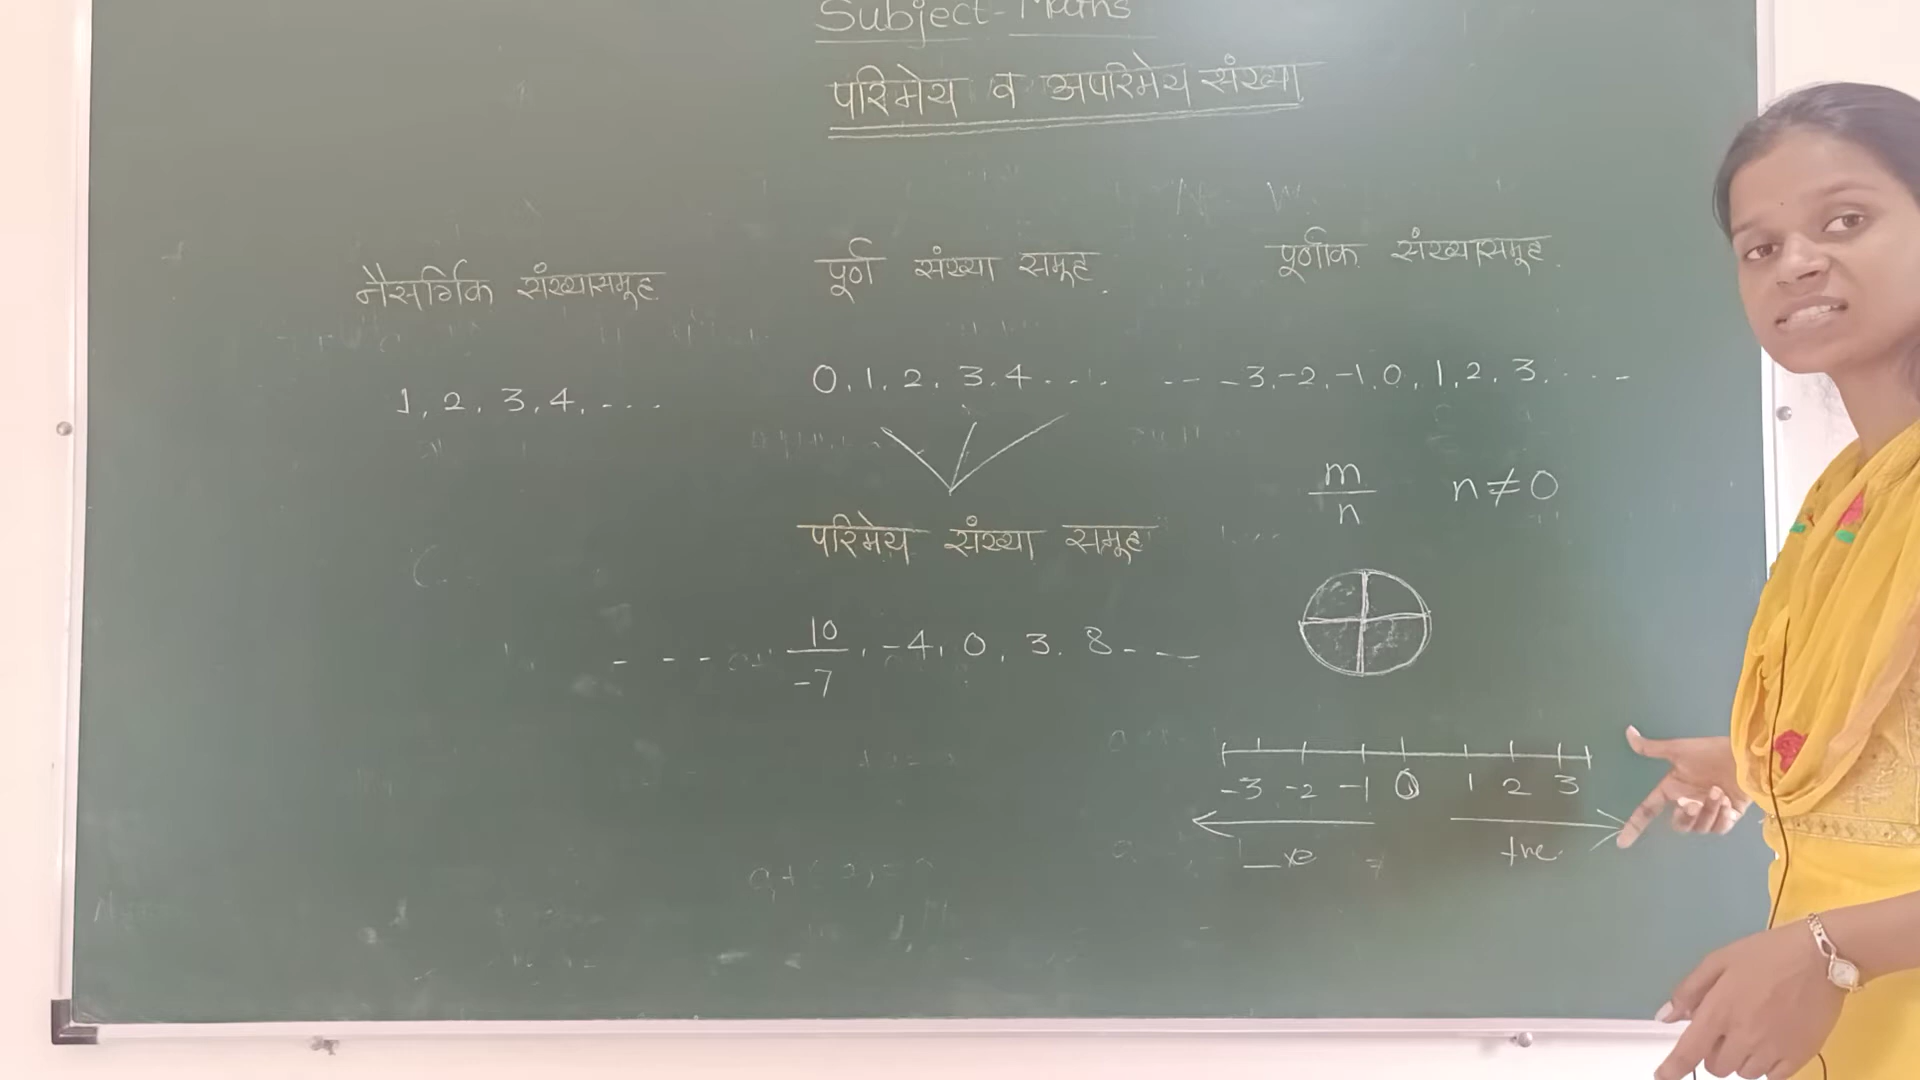 Subject-Maths
परिमेय व अपरिमेय संख्या
नैसर्गिक संख्यासमूह
पूर्ण संख्या समूह
पूर्णांक संख्यासमूह
1, 2, 3, 4, ...
0, 1, 2, 3, 4 ....
--- -3, -2, -1, 0, 1, 2, 3, ....
m/n n≠0
परिमेय संख्या समूह
---- 10/-7, -4, 0, 3, 8 ---
-3 -2 -1 0 1 2 3
-ve +ve